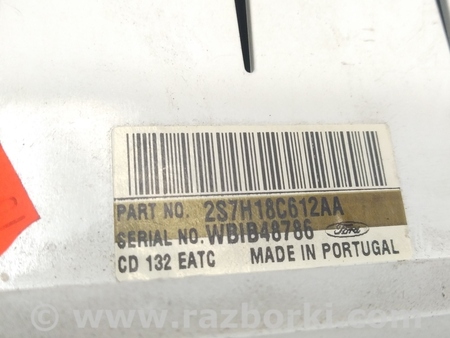 PART NO. 2S7H18C612AA
SERIAL NO. WBIB48786 Ford
CD 132 EATC MADE IN PORTUGAL
© www.razborki.com